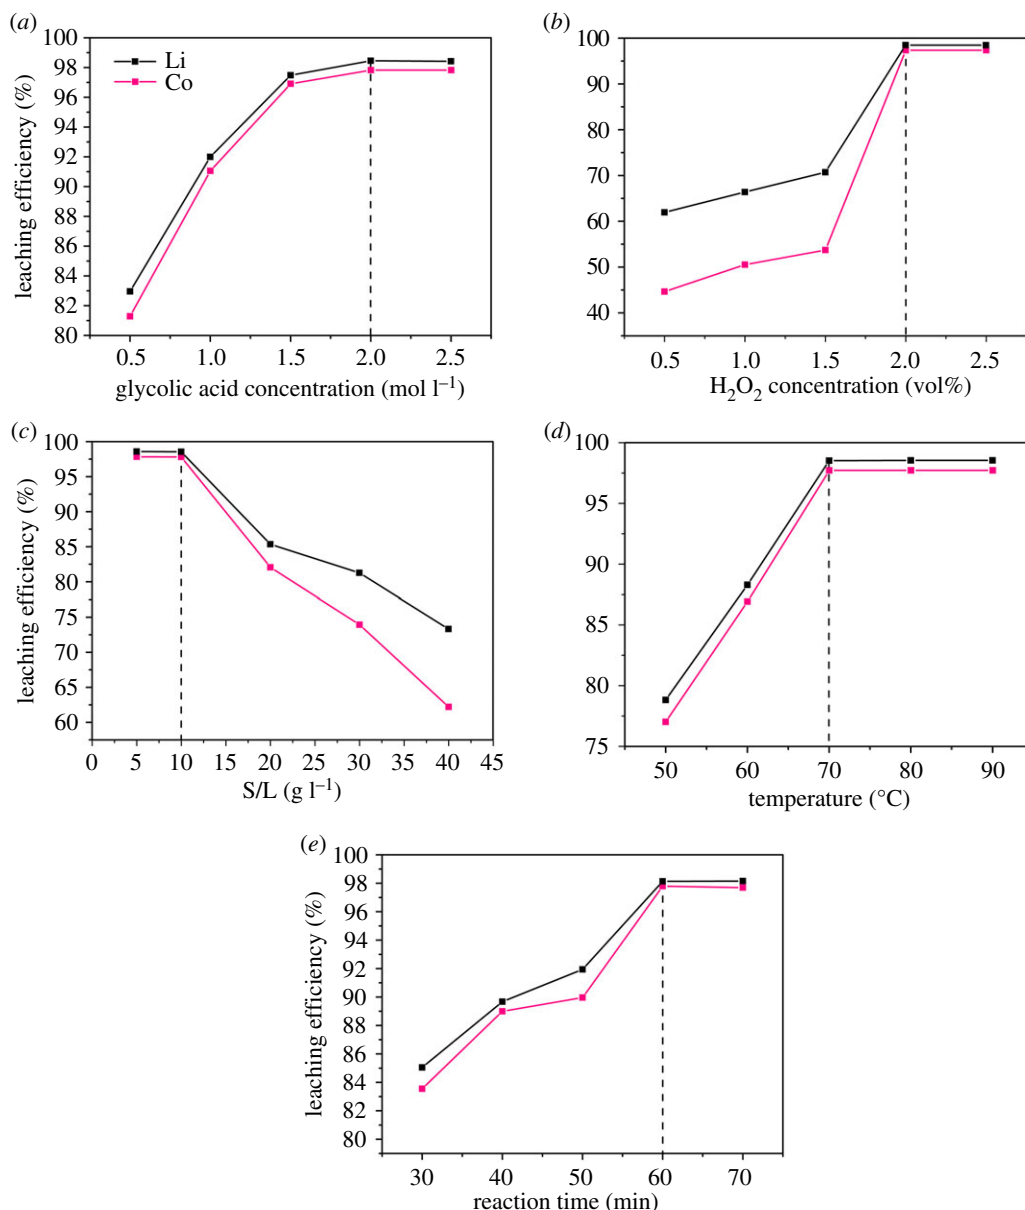 (a)
100
98
96
94
92
90
88
86
84
82
80
leaching efficiency (%)
Li
Co
0.5 1.0 1.5 2.0 2.5
glycolic acid concentration (mol l⁻¹)
(b)
100
90
80
70
60
50
40
0.5 1.0 1.5 2.0 2.5
H₂O₂ concentration (vol%)
(c)
100
95
90
85
80
75
70
65
60
leaching efficiency (%)
0 5 10 15 20 25 30 35 40 45
S/L (g l⁻¹)
(d)
100
95
90
85
80
75
50 60 70 80 90
temperature (°C)
(e)
100
98
96
94
92
90
88
86
84
82
80
leaching efficiency (%)
30 40 50 60 70
reaction time (min)